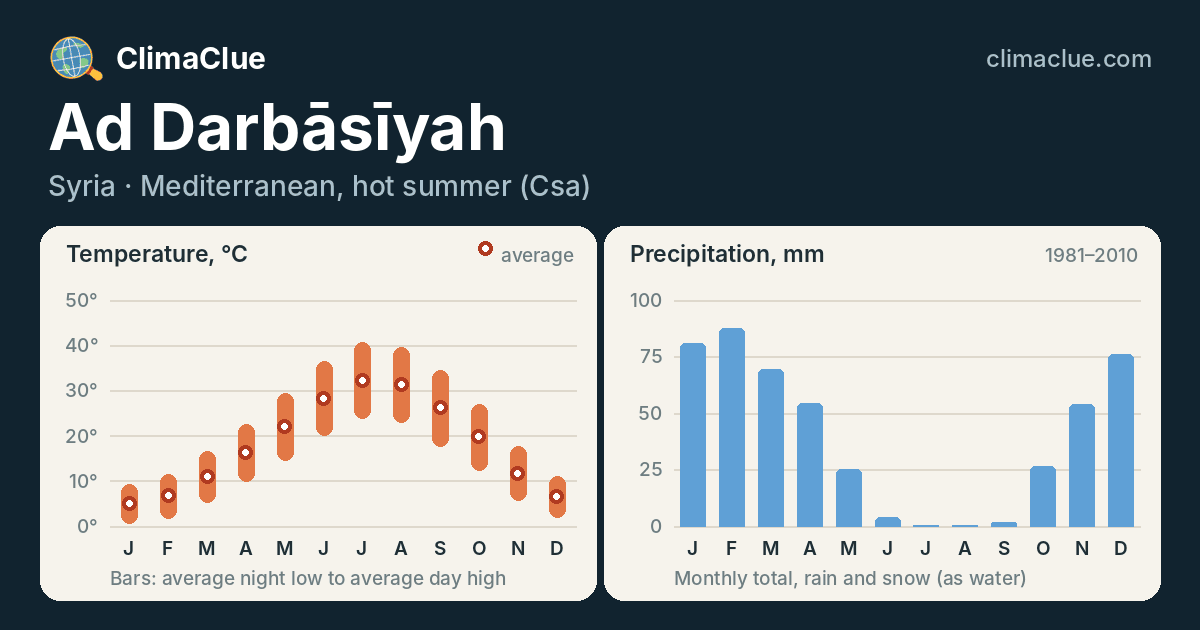 ClimaClue
climaclue.com
Ad Darbāsīyah
Syria · Mediterranean, hot summer (Csa)
Temperature, °C
average
50°
40°
30°
20°
10°
0°
J F M A M J J A S O N D
Bars: average night low to average day high
Precipitation, mm
1981–2010
100
75
50
25
0
J F M A M J J A S O N D
Monthly total, rain and snow (as water)